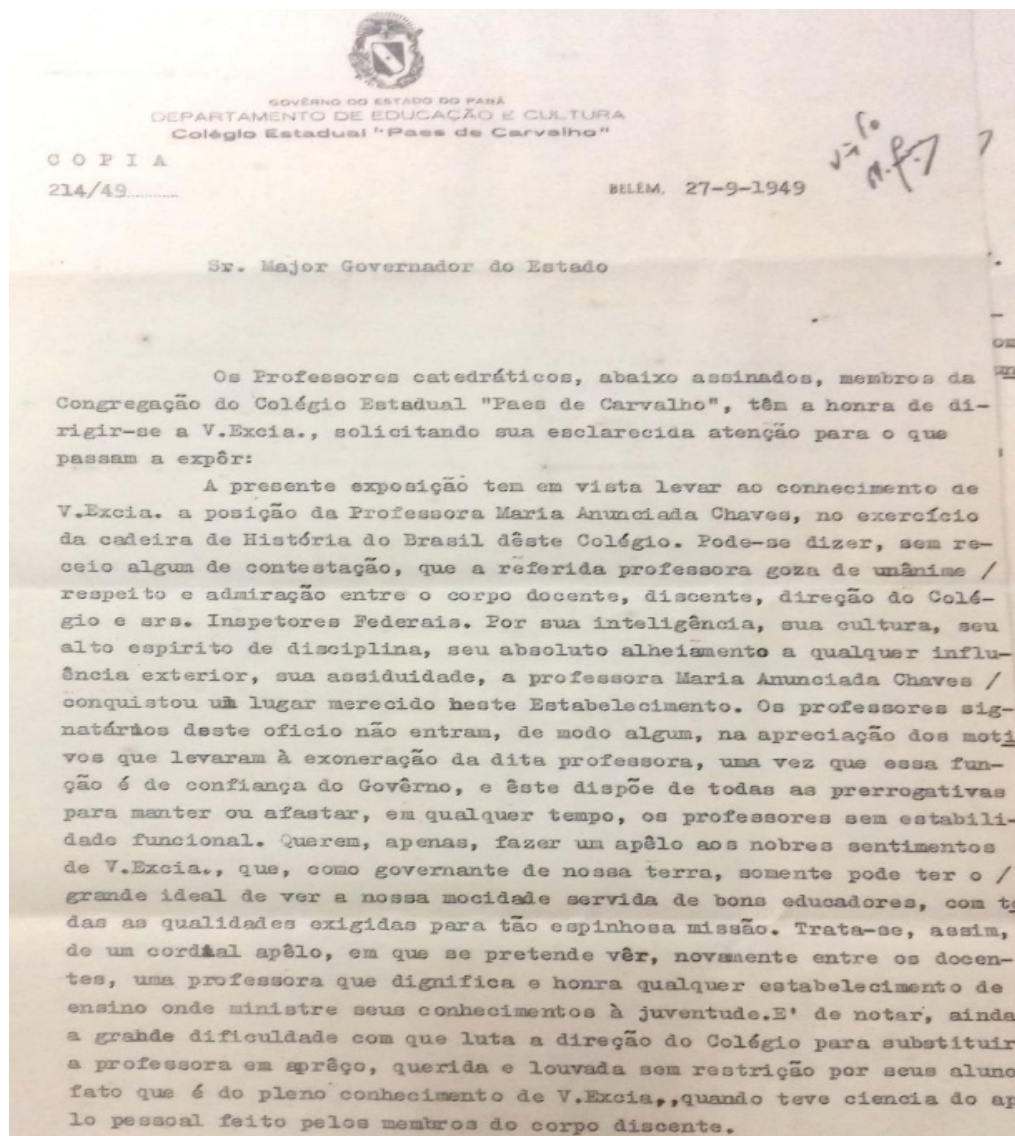 GOVÊRNO DO ESTADO DO PARÁ
DEPARTAMENTO DE EDUCAÇÃO E CULTURA
Colégio Estadual "Paes de Carvalho"
C O P I A
214/49
BELÉM, 27-9-1949
Sr. Major Governador do Estado
Os Professores catedráticos, abaixo assinados, membros da
Congregação do Colégio Estadual "Paes de Carvalho", têm a honra de di-
rigir-se a V.Excia., solicitando sua esclarecida atenção para o que
passam a expôr:
A presente exposição tem em vista levar ao conhecimento de
V.Excia. a posição da Professora Maria Anunciada Chaves, no exercício
da cadeira de História do Brasil dêste Colégio. Pode-se dizer, sem re-
ceio algum de contestação, que a referida professora goza de unânime /
respeito e admiração entre o corpo docente, discente, direção do Colé-
gio e srs. Inspetores Federais. Por sua inteligência, sua cultura, seu
alto espirito de disciplina, seu absoluto alheiamento a qualquer influ-
ência exterior, sua assiduidade, a professora Maria Anunciada Chaves /
conquistou um lugar merecido neste Estabelecimento. Os professores sig-
natários deste oficio não entram, de modo algum, na apreciação dos moti
vos que levaram à exoneração da dita professora, uma vez que essa fun-
ção é de confiança do Govêrno, e êste dispõe de todas as prerrogativas
para manter ou afastar, em qualquer tempo, os professores sem estabili-
dade funcional. Querem, apenas, fazer um apêlo aos nobres sentimentos
de V.Excia., que, como governante de nossa terra, somente pode ter o /
grande ideal de ver a nossa mocidade servida de bons educadores, com to
das as qualidades exigidas para tão espinhosa missão. Trata-se, assim,
de um cordial apêlo, em que se pretende vêr, novamente entre os docen-
tes, uma professora que dignifica e honra qualquer estabelecimento de
ensino onde ministre seus conhecimentos à juventude.E' de notar, ainda
a grande dificuldade com que luta a direção do Colégio para substituir
a professora em aprêço, querida e louvada sem restrição por seus aluno
fato que é do pleno conhecimento de V.Excia,,quando teve ciencia do ap
lo pessoal feito pelos membros do corpo discente.